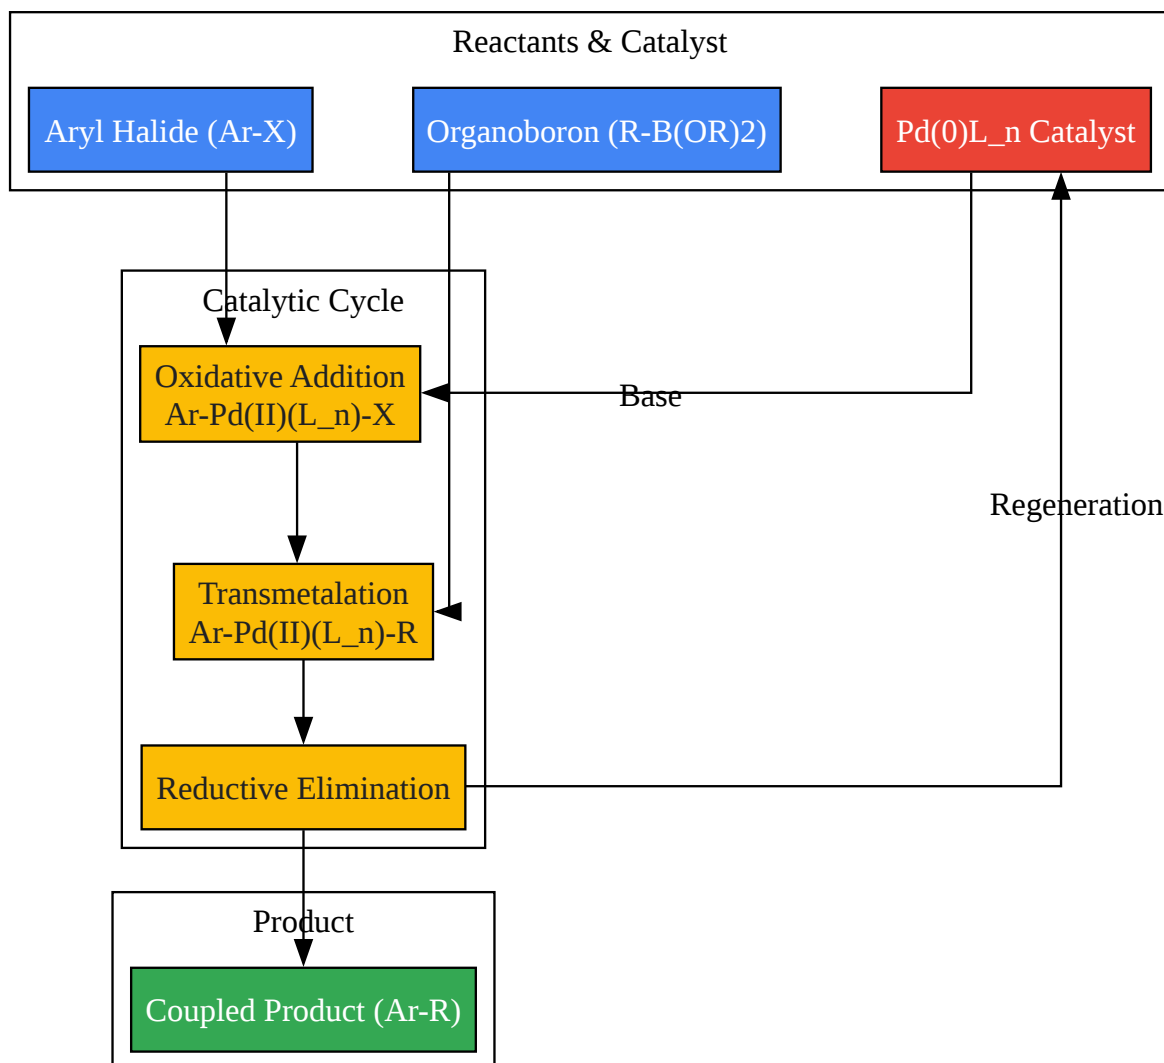 Reactants & Catalyst
Aryl Halide (Ar-X)
Organoboron (R-B(OR)2)
Pd(0)L_n Catalyst
Catalytic Cycle
Oxidative Addition
Ar-Pd(II)(L_n)-X
Base
Regeneration
Transmetalation
Ar-Pd(II)(L_n)-R
Reductive Elimination
Product
Coupled Product (Ar-R)